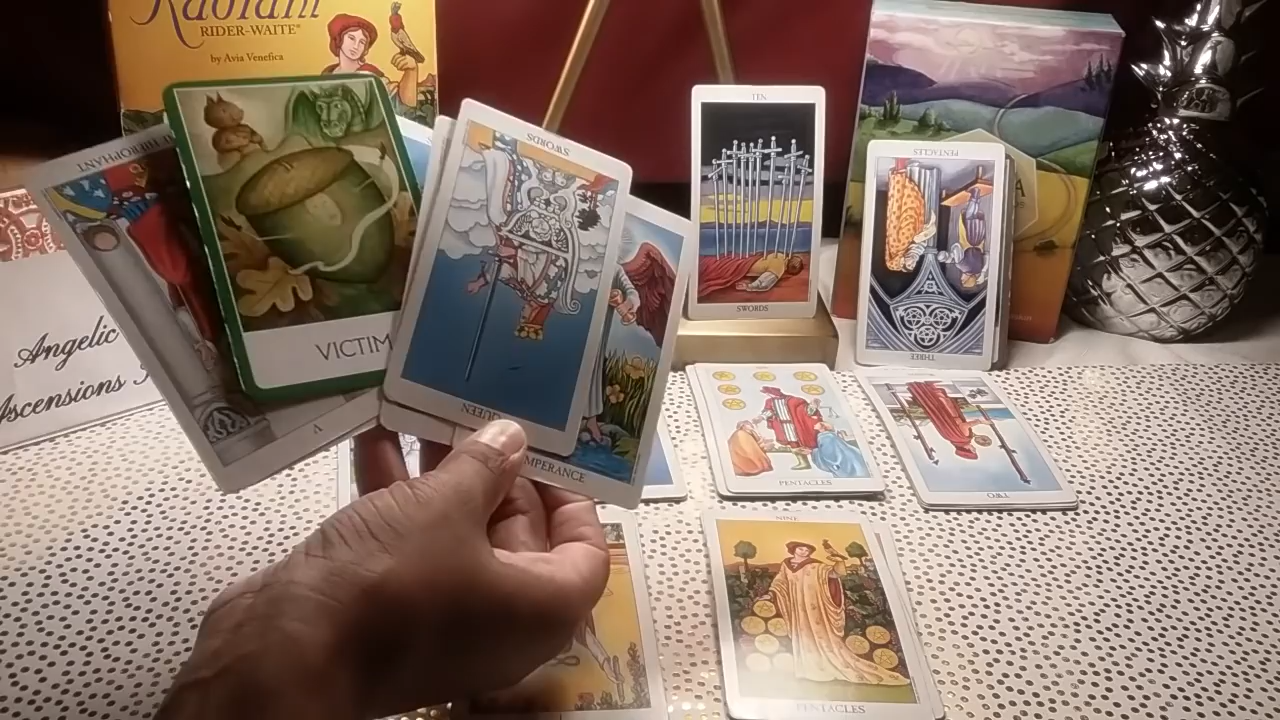 Radiant
RIDER-WAITE®
by Avia Venefica
HIEROPHANT
V
VICTIM
SWORDS
QUEEN
MPERANCE
TEN
SWORDS
PENTACLES
THREE
PENTACLES
TWO
NINE
PENTACLES
Angelic
Ascensions